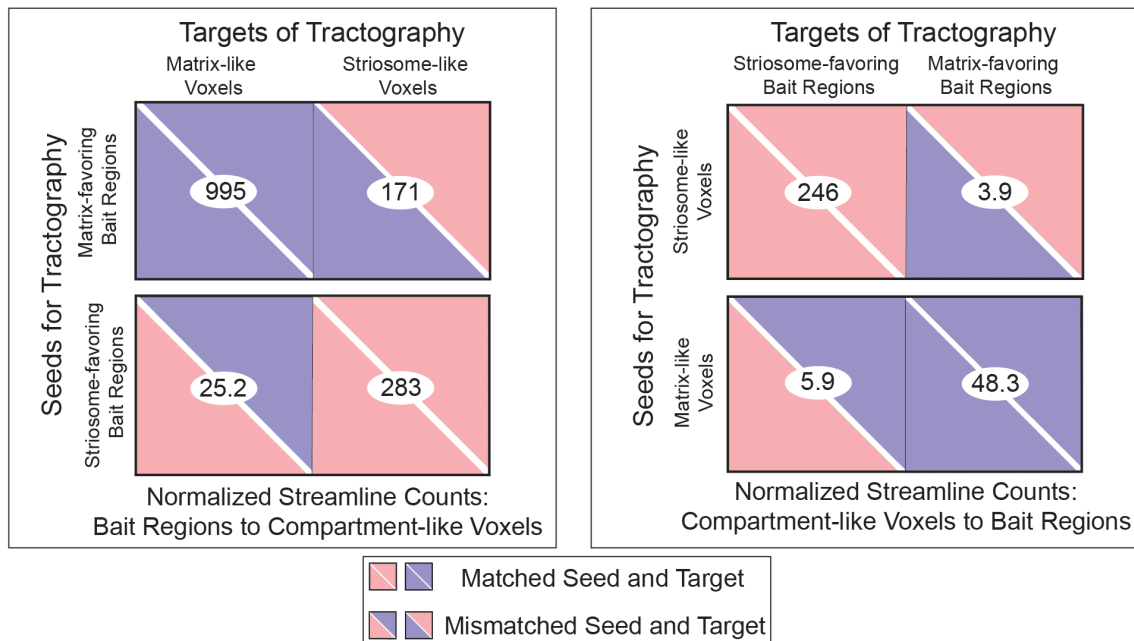 Targets of Tractography
Matrix-like
Voxels
Striosome-like
Voxels
Seeds for Tractography
Matrix-favoring
Bait Regions
995
171
Striosome-favoring
Bait Regions
25.2
283
Normalized Streamline Counts:
Bait Regions to Compartment-like Voxels
Targets of Tractography
Striosome-favoring
Bait Regions
Matrix-favoring
Bait Regions
Seeds for Tractography
Striosome-like
Voxels
246
3.9
Matrix-like
Voxels
5.9
48.3
Normalized Streamline Counts:
Compartment-like Voxels to Bait Regions
Matched Seed and Target
Mismatched Seed and Target